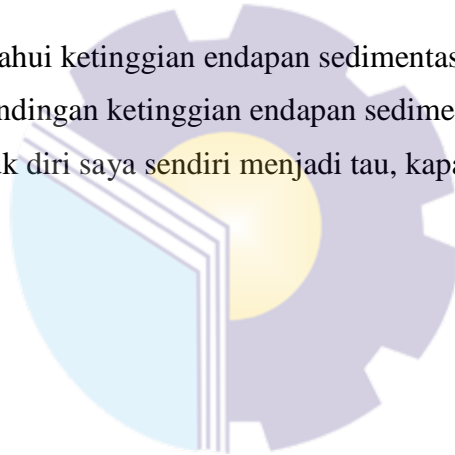 ahui ketinggian endapan sedimentas
ndingan ketinggian endapan sedime
k diri saya sendiri menjadi tau, kapa